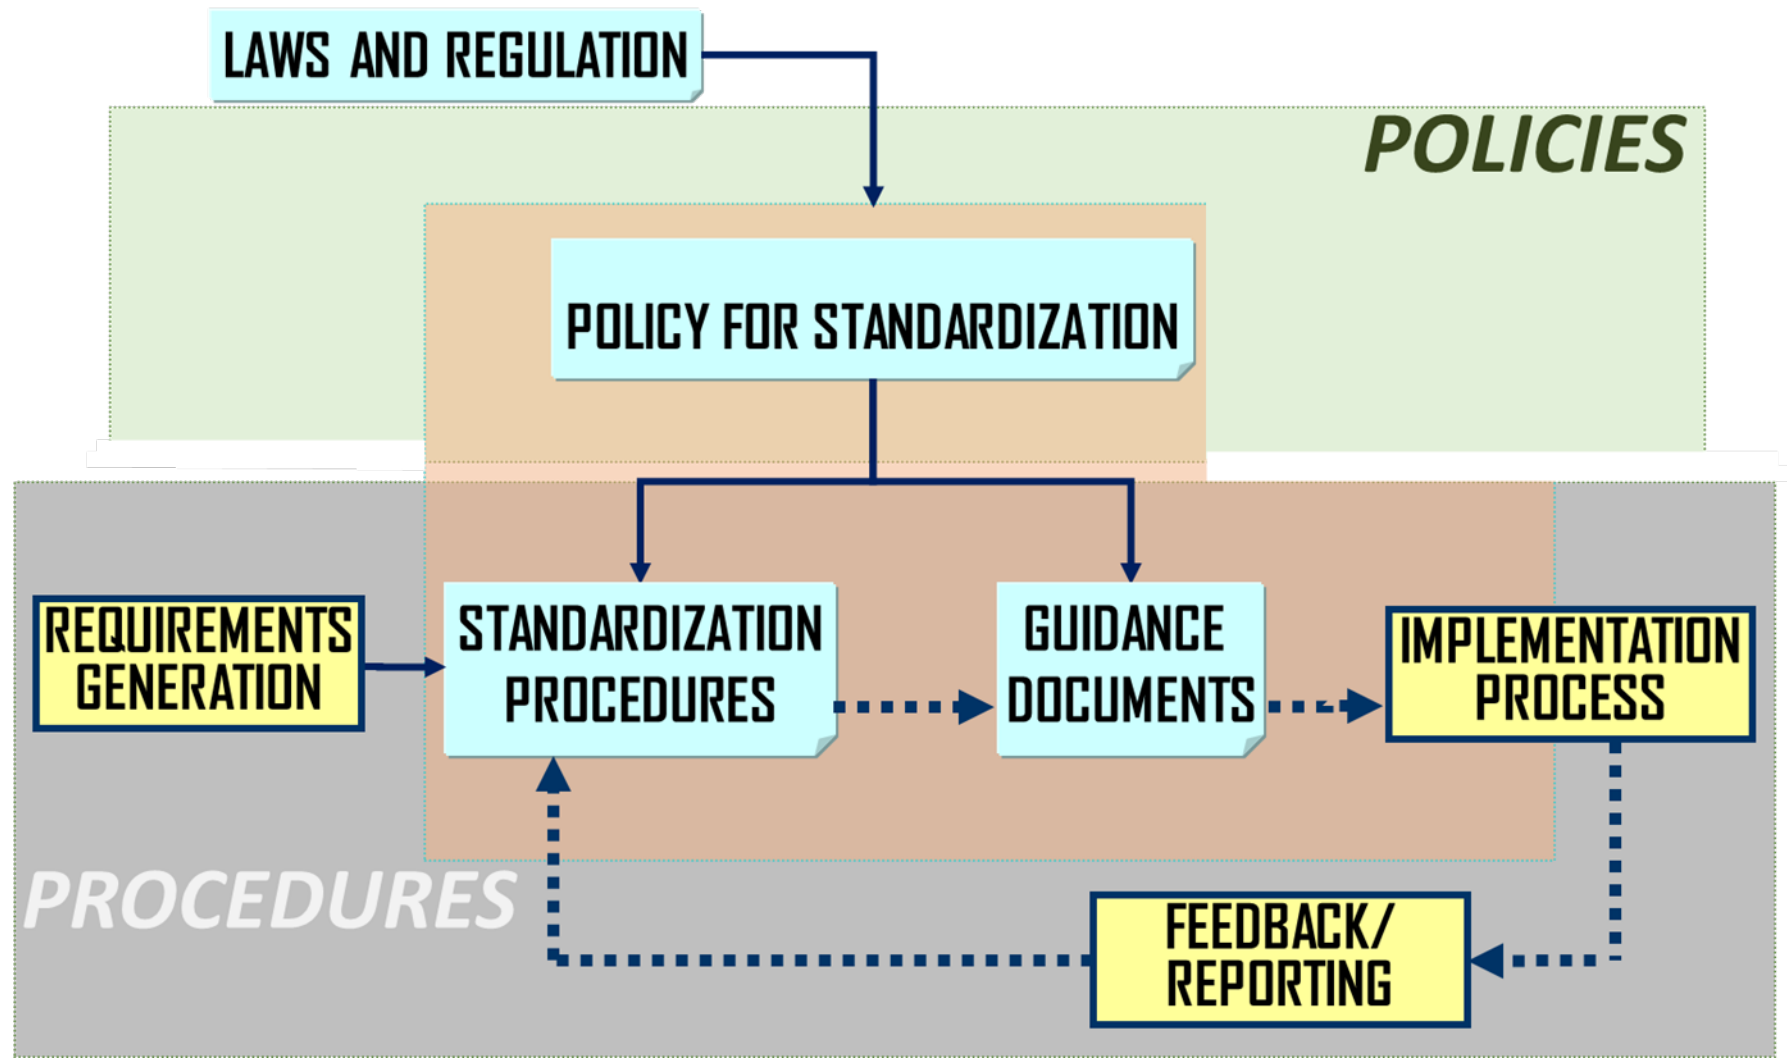 LAWS AND REGULATION
POLICIES
POLICY FOR STANDARDIZATION
REQUIREMENTS
GENERATION
STANDARDIZATION
PROCEDURES
GUIDANCE
DOCUMENTS
IMPLEMENTATION
PROCESS
PROCEDURES
FEEDBACK/
REPORTING